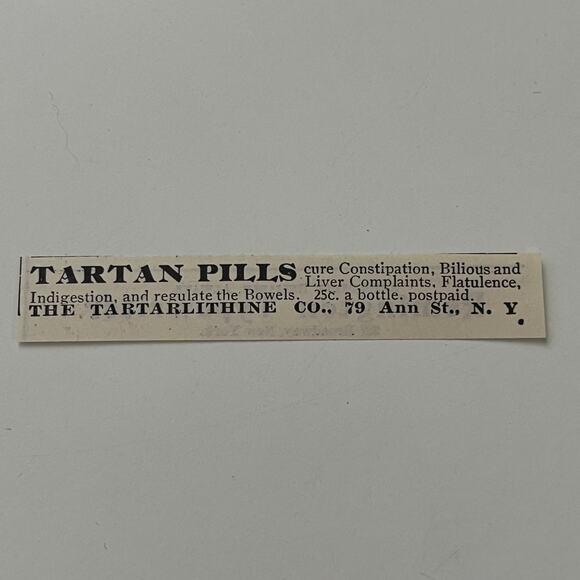 TARTAN PILLS cure Constipation, Bilious and
Liver Complaints, Flatulence,
Indigestion, and regulate the Bowels. 25c. a bottle. postpaid.
THE TARTARLITHINE CO., 79 Ann St., N. Y.